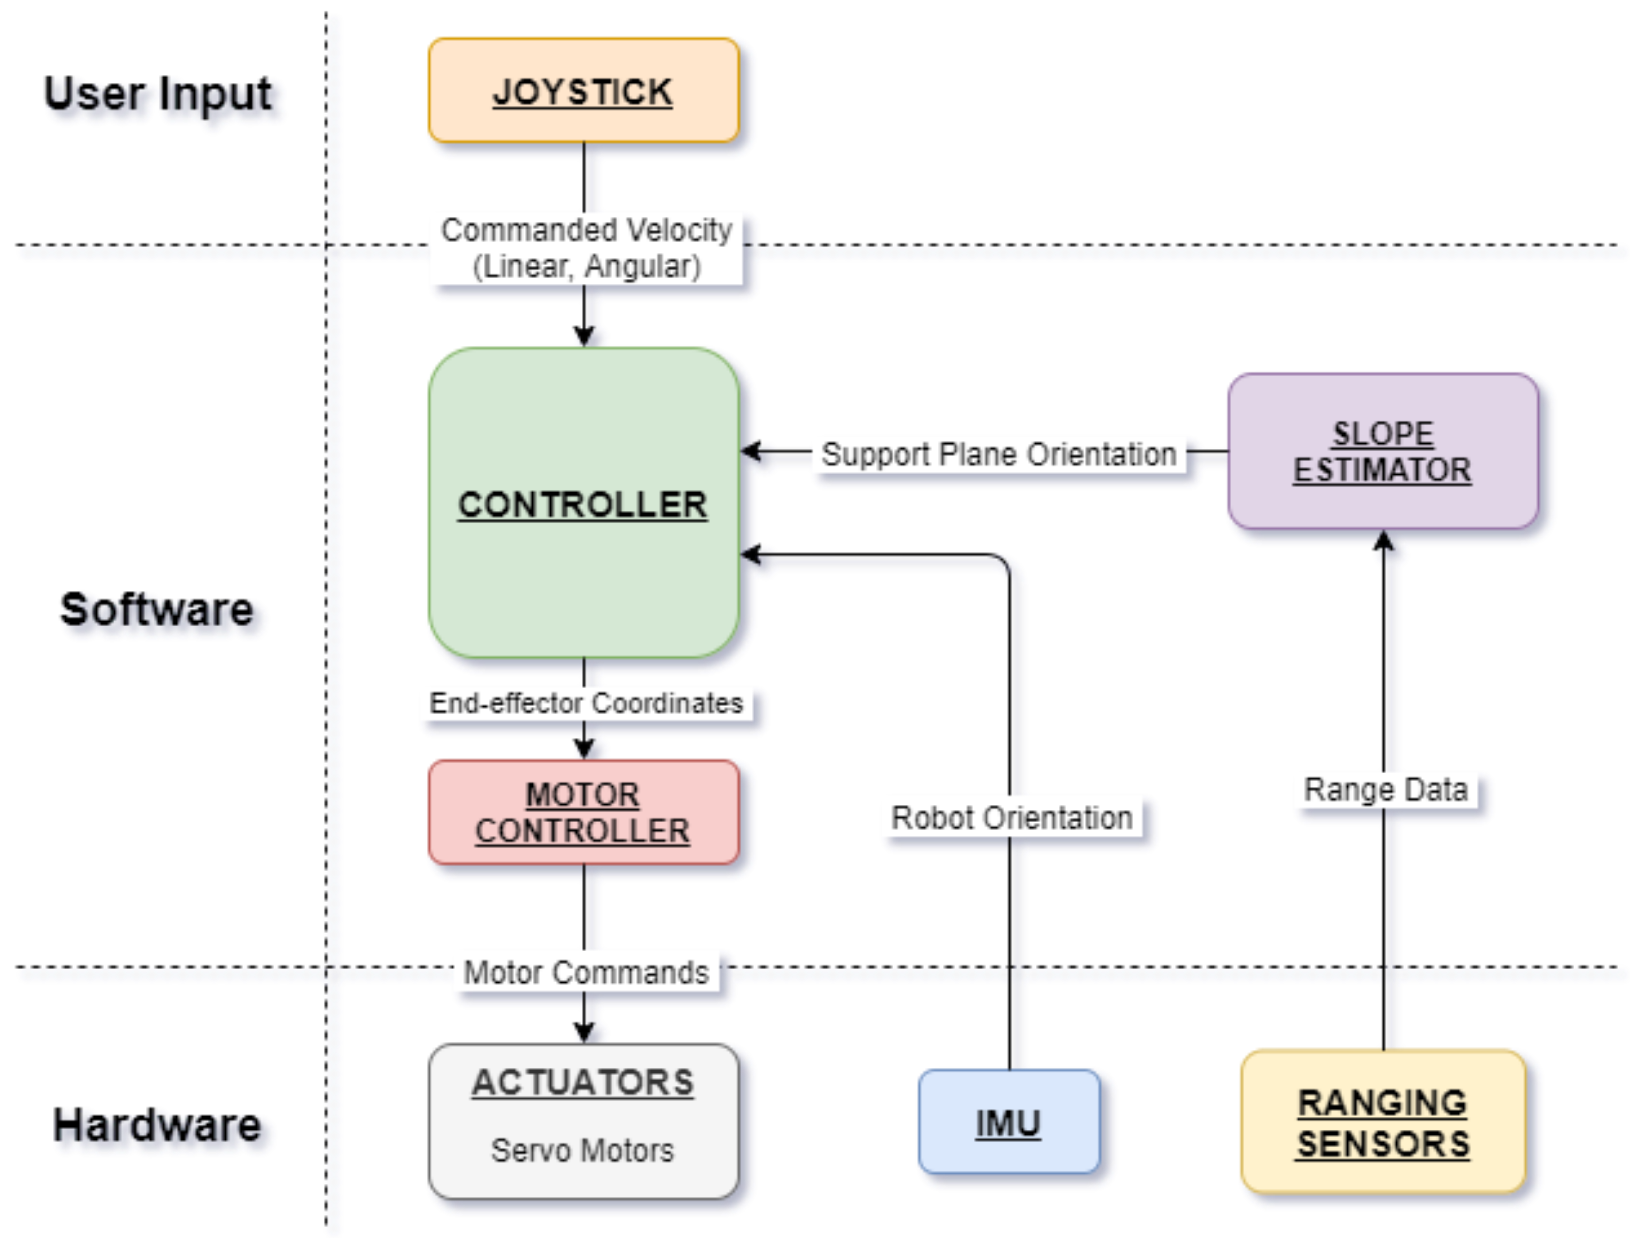 User Input
JOYSTICK
Commanded Velocity
(Linear, Angular)
Software
CONTROLLER
Support Plane Orientation
SLOPE
ESTIMATOR
End-effector Coordinates
MOTOR
CONTROLLER
Robot Orientation
Range Data
Motor Commands
Hardware
ACTUATORS
Servo Motors
IMU
RANGING
SENSORS